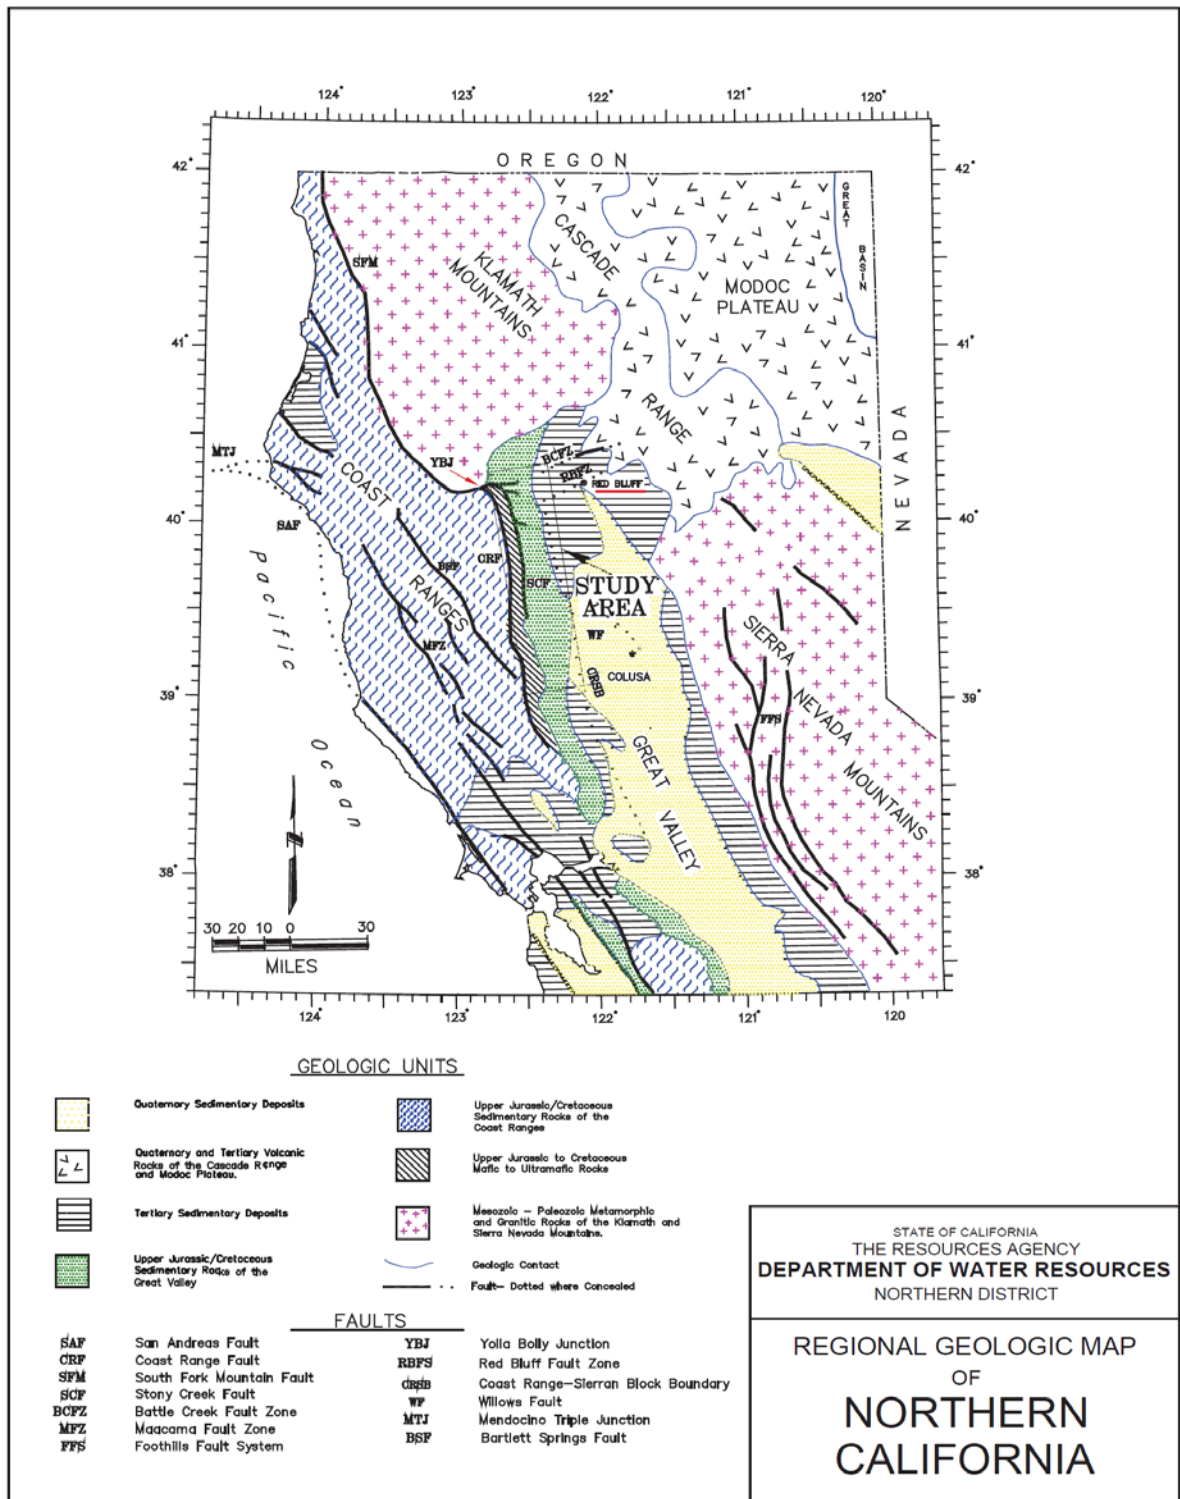 124°
123°
122°
121°
120°
OREGON
42°
42°
GREAT
BASIN
CASCADE
SFM
KLAMATH
MOUNTAINS
MODOC
PLATEAU
41°
41°
RANGE
NEVADA
MTJ
YBJ
BCFZ
RBFZ
RED BLUFF
COAST
40°
40°
SAF
BSF
CRF
SCF
STUDY
AREA
RANGES
Pacific
WF
SIERRA
MFZ
COLUSA
CRSB
39°
39°
NEVADA
FFS
Ocean
GREAT
MOUNTAINS
VALLEY
N
38°
38°
30 20 10 0 30
MILES
124°
123°
122°
121°
120
GEOLOGIC UNITS
Quaternary Sedimentary Deposits
Quaternary and Tertiary Volcanic
Rocks of the Cascade Range
and Modoc Plateau.
Tertiary Sedimentary Deposits
Upper Jurassic/Cretaceous
Sedimentary Rocks of the
Great Valley
Upper Jurassic/Cretaceous
Sedimentary Rocks of the
Coast Ranges
Upper Jurassic to Cretaceous
Mafic to Ultramafic Rocks
Mesozoic - Paleozoic Metamorphic
and Granitic Rocks of the Klamath and
Sierra Nevada Mountains.
Geologic Contact
Fault- Dotted where Concealed
FAULTS
SAF San Andreas Fault
CRF Coast Range Fault
SFM South Fork Mountain Fault
SCF Stony Creek Fault
BCFZ Battle Creek Fault Zone
MFZ Maacama Fault Zone
FFS Foothills Fault System
YBJ Yolla Bolly Junction
RBFS Red Bluff Fault Zone
CRSB Coast Range-Sierran Block Boundary
WF Willows Fault
MTJ Mendocino Triple Junction
BSF Bartlett Springs Fault
STATE OF CALIFORNIA
THE RESOURCES AGENCY
DEPARTMENT OF WATER RESOURCES
NORTHERN DISTRICT
REGIONAL GEOLOGIC MAP
OF
NORTHERN
CALIFORNIA